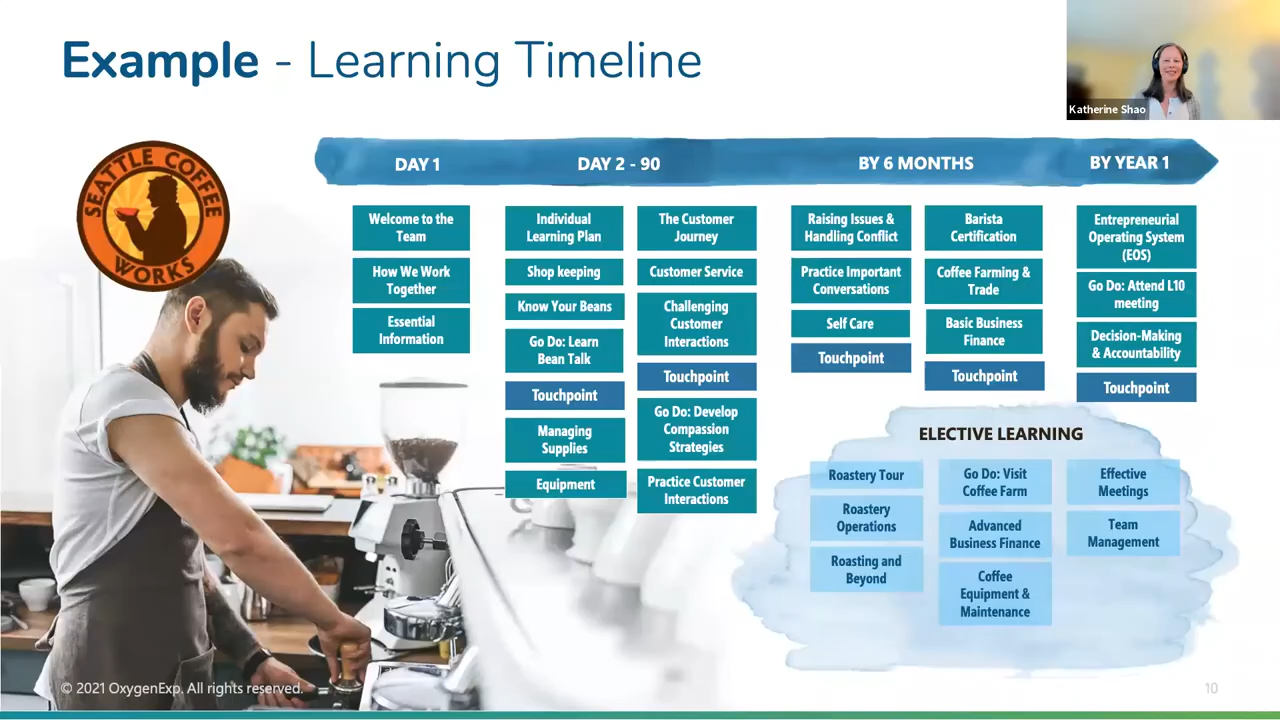 Example - Learning Timeline
Katherine Shao
SEATTLE COFFEE
WORKS
DAY 1
DAY 2 - 90
BY 6 MONTHS
BY YEAR 1
Welcome to the
Team
How We Work
Together
Essential
Information
Individual
Learning Plan
Shop keeping
Know Your Beans
Go Do: Learn
Bean Talk
Touchpoint
Managing
Supplies
Equipment
The Customer
Journey
Customer Service
Challenging
Customer
Interactions
Touchpoint
Go Do: Develop
Compassion
Strategies
Practice Customer
Interactions
Raising Issues &
Handling Conflict
Practice Important
Conversations
Self Care
Touchpoint
Barista
Certification
Coffee Farming &
Trade
Basic Business
Finance
Touchpoint
Entrepreneurial
Operating System
(EOS)
Go Do: Attend L10
meeting
Decision-Making
& Accountability
Touchpoint
ELECTIVE LEARNING
Roastery Tour
Roastery
Operations
Roasting and
Beyond
Go Do: Visit
Coffee Farm
Advanced
Business Finance
Coffee
Equipment &
Maintenance
Effective
Meetings
Team
Management
© 2021 OxygenExp. All rights reserved.
10